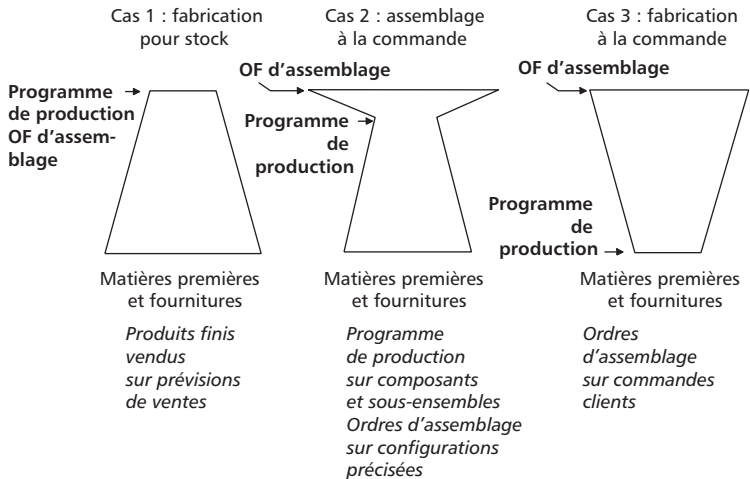 Cas 1 : fabrication
pour stock
Programme
de production
OF d'assem-
blage
Matières premières
et fournitures
Produits finis
vendus
sur prévisions
de ventes
Cas 2 : assemblage
à la commande
OF d'assemblage
Programme
de
production
Matières premières
et fournitures
Programme
de production
sur composants
et sous-ensembles
Ordres d'assemblage
sur configurations
précisées
Cas 3 : fabrication
à la commande
OF d'assemblage
Programme
de
production
Matières premières
et fournitures
Ordres
d'assemblage
sur commandes
clients